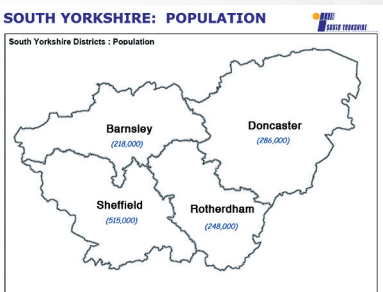 SOUTH YORKSHIRE: POPULATION
SOUTH YORKSHIRE
South Yorkshire Districts : Population
Barnsley
(218,000)
Doncaster
(286,000)
Sheffield
(515,000)
Rotherdham
(248,000)